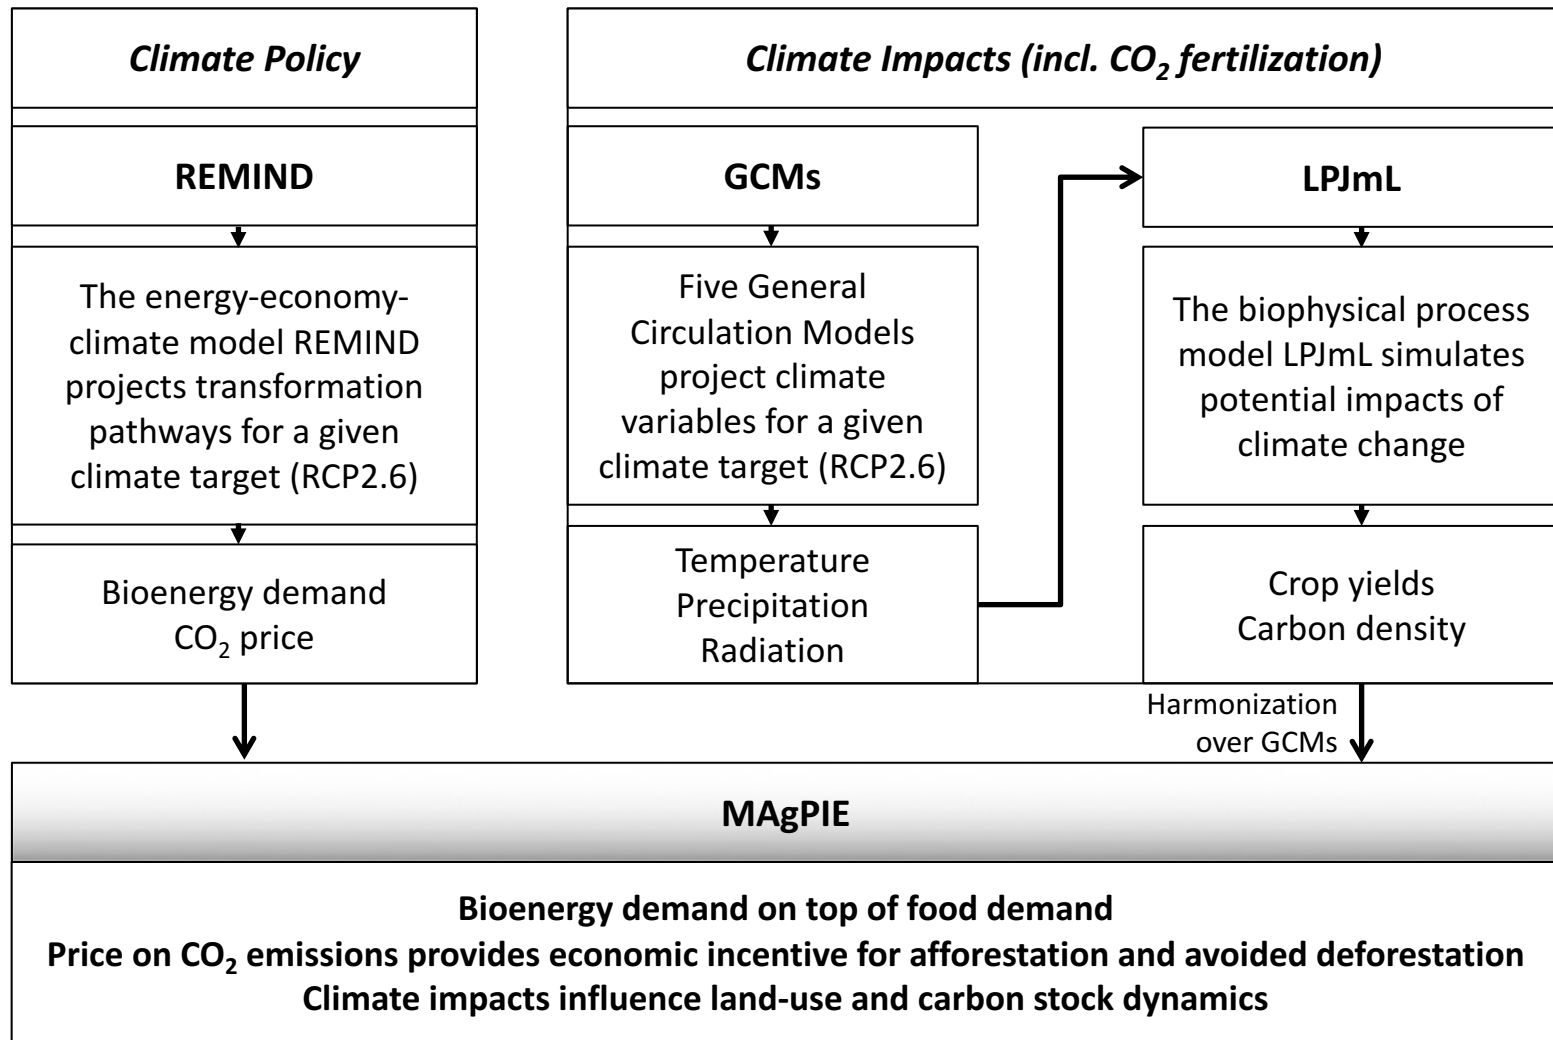 Climate Policy
REMIND
The energy-economy-
climate model REMIND
projects transformation
pathways for a given
climate target (RCP2.6)
Bioenergy demand
CO₂ price
Climate Impacts (incl. CO₂ fertilization)
GCMs
Five General
Circulation Models
project climate
variables for a given
climate target (RCP2.6)
Temperature
Precipitation
Radiation
LPJmL
The biophysical process
model LPJmL simulates
potential impacts of
climate change
Crop yields
Carbon density
Harmonization
over GCMs
MAgPIE
Bioenergy demand on top of food demand
Price on CO₂ emissions provides economic incentive for afforestation and avoided deforestation
Climate impacts influence land-use and carbon stock dynamics